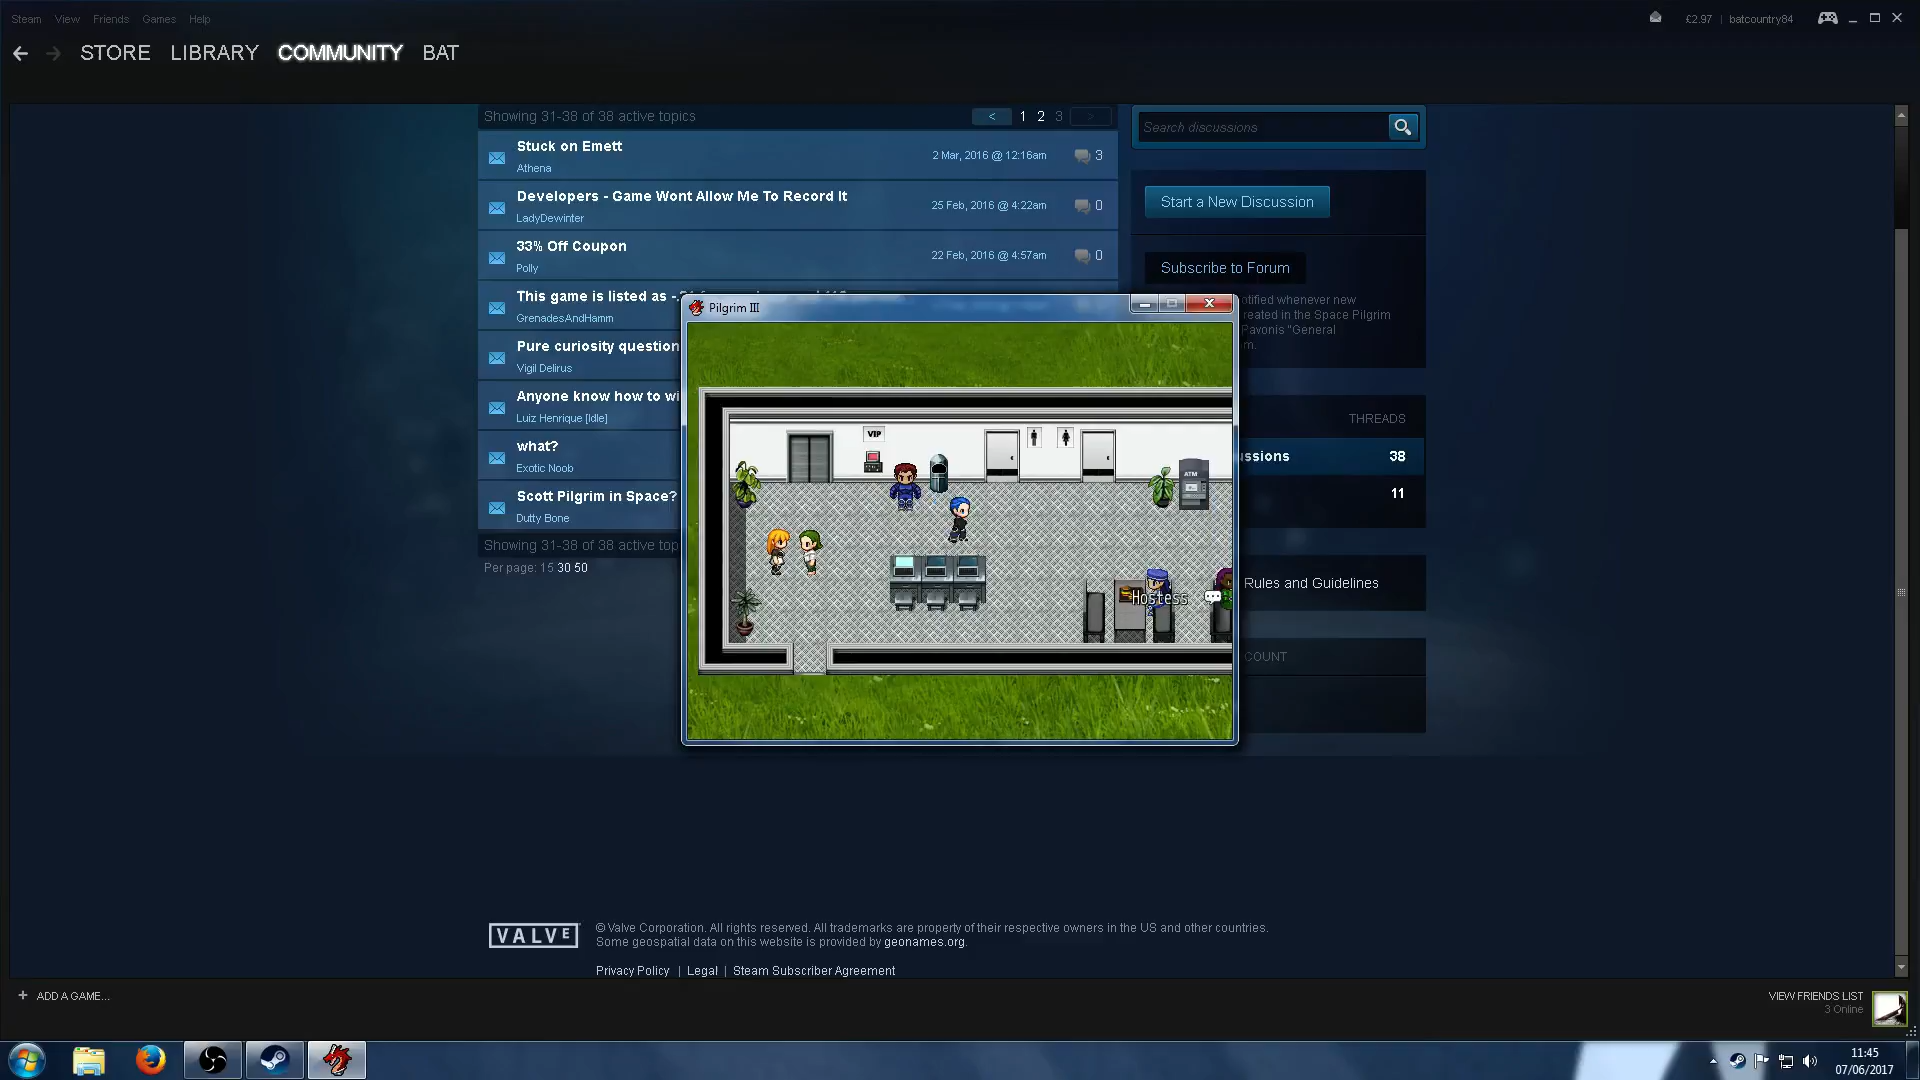 Steam View Friends Games Help
£2.97 | batcountry84
STORE LIBRARY COMMUNITY BAT
Showing 31-38 of 38 active topics
< 1 2 3 >
Search discussions
Stuck on Emett
Athena
2 Mar, 2016 @ 12:16am
3
Developers - Game Wont Allow Me To Record It
LadyDewinter
25 Feb, 2016 @ 4:22am
0
Start a New Discussion
33% Off Coupon
Polly
22 Feb, 2016 @ 4:57am
0
Subscribe to Forum
This game is listed as
GrenadesAndHamm
otified whenever new
reated in the Space Pilgrim
Pavonis "General
m.
Pilgrim III
Pure curiosity question
Vigil Delirus
Anyone know how to wi
Luiz Henrique [Idle]
what?
Exotic Noob
Scott Pilgrim in Space?
Dutty Bone
Showing 31-38 of 38 active top
Per page: 15 30 50
VIP
ATM
Hostess
THREADS
ussions 38
11
Rules and Guidelines
COUNT
VALVE
© Valve Corporation. All rights reserved. All trademarks are property of their respective owners in the US and other countries.
Some geospatial data on this website is provided by geonames.org.
Privacy Policy | Legal | Steam Subscriber Agreement
+ ADD A GAME...
VIEW FRIENDS LIST
3 Online
11:45
07/06/2017